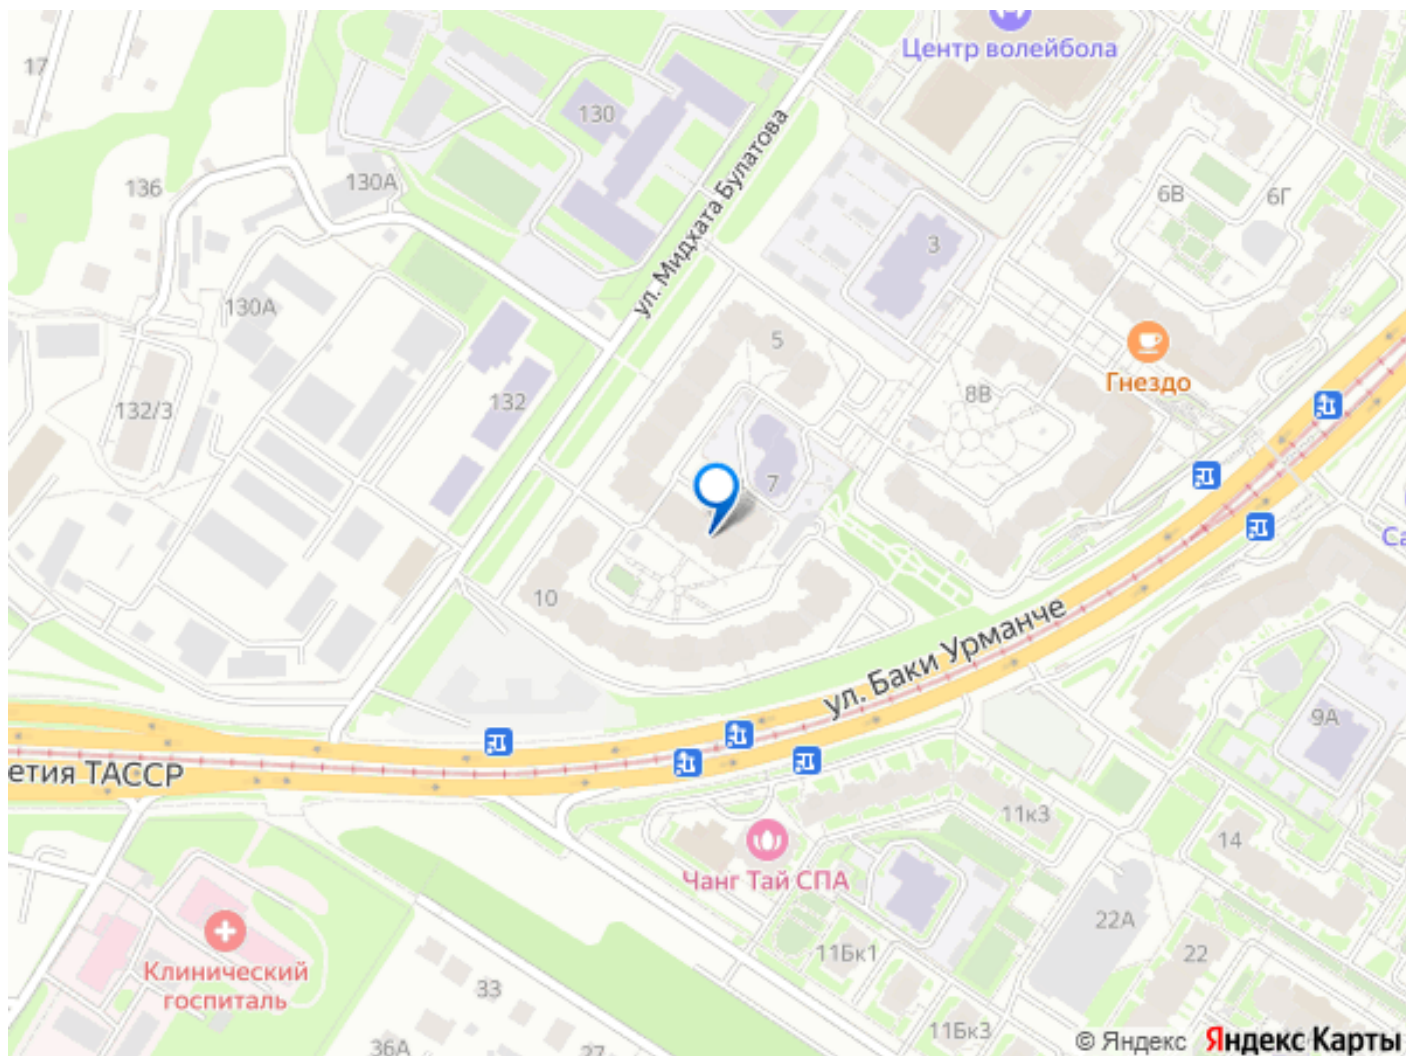 Центр волейбола
17
130
136
130А
ул. Мидхата Булатова
6В
6Г
3
130А
5
Гнездо
132/3
132
8В
7
10
ул. Баки Урманче
Са
9А
етия ТАССР
11к3
14
Чанг Тай СПА
22А
11Бк1
22
Клинический
госпиталь
33
11Бк3
36А
27
© Яндекс Яндекс Карты